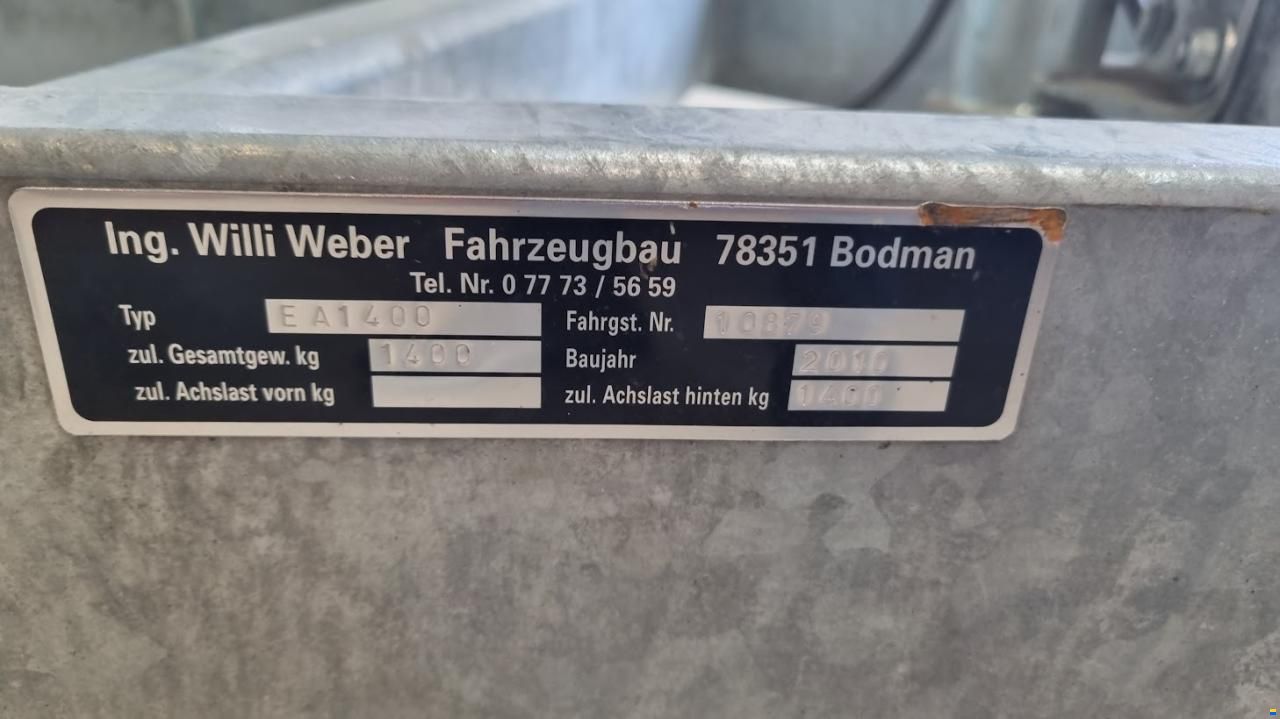 Ing. Willi Weber Fahrzeugbau 78351 Bodman
Tel. Nr. 0 77 73 / 56 59
Typ EA1400 Fahrgst. Nr. 10879
zul. Gesamtgew. kg 1400 Baujahr 2010
zul. Achslast vorn kg zul. Achslast hinten kg 1400